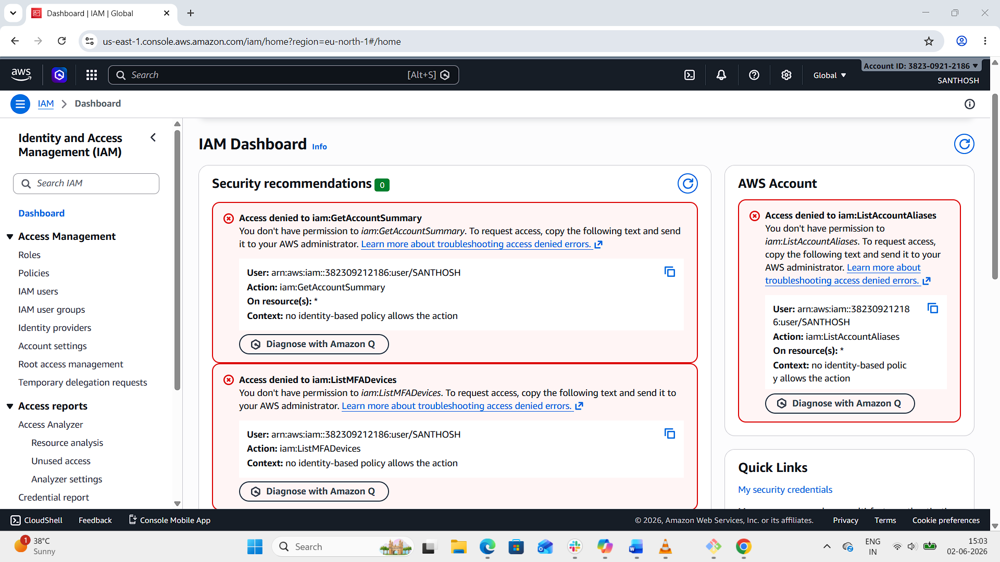 Dashboard | IAM | Global
us-east-1.console.aws.amazon.com/iam/home?region=eu-north-1#/home
aws
Search [Alt+S]
Global
Account ID: 3823-0921-2186
SANTHOSH
IAM > Dashboard
Identity and Access Management (IAM)
Search IAM
Dashboard
Access Management
Roles
Policies
IAM users
IAM user groups
Identity providers
Account settings
Root access management
Temporary delegation requests
Access reports
Access Analyzer
Resource analysis
Unused access
Analyzer settings
Credential report
IAM Dashboard Info
Security recommendations 0
Access denied to iam:GetAccountSummary
You don't have permission to iam:GetAccountSummary. To request access, copy the following text and send
it to your AWS administrator. Learn more about troubleshooting access denied errors.
User: arn:aws:iam::382309212186:user/SANTHOSH
Action: iam:GetAccountSummary
On resource(s): *
Context: no identity-based policy allows the action
Diagnose with Amazon Q
Access denied to iam:ListMFADevices
You don't have permission to iam:ListMFADevices. To request access, copy the following text and send it to
your AWS administrator. Learn more about troubleshooting access denied errors.
User: arn:aws:iam::382309212186:user/SANTHOSH
Action: iam:ListMFADevices
Context: no identity-based policy allows the action
Diagnose with Amazon Q
AWS Account
Access denied to iam:ListAccountAliases
You don't have permission to
iam:ListAccountAliases. To request access,
copy the following text and send it to your
AWS administrator. Learn more about
troubleshooting access denied errors.
User: arn:aws:iam::38230921218
6:user/SANTHOSH
Action: iam:ListAccountAliases
On resource(s): *
Context: no identity-based polic
y allows the action
Diagnose with Amazon Q
Quick Links
My security credentials
CloudShell
Feedback
Console Mobile App
© 2026, Amazon Web Services, Inc. or its affiliates.
Privacy
Terms
Cookie preferences
1
38°C
Sunny
Search
ENG
IN
15:03
02-06-2026